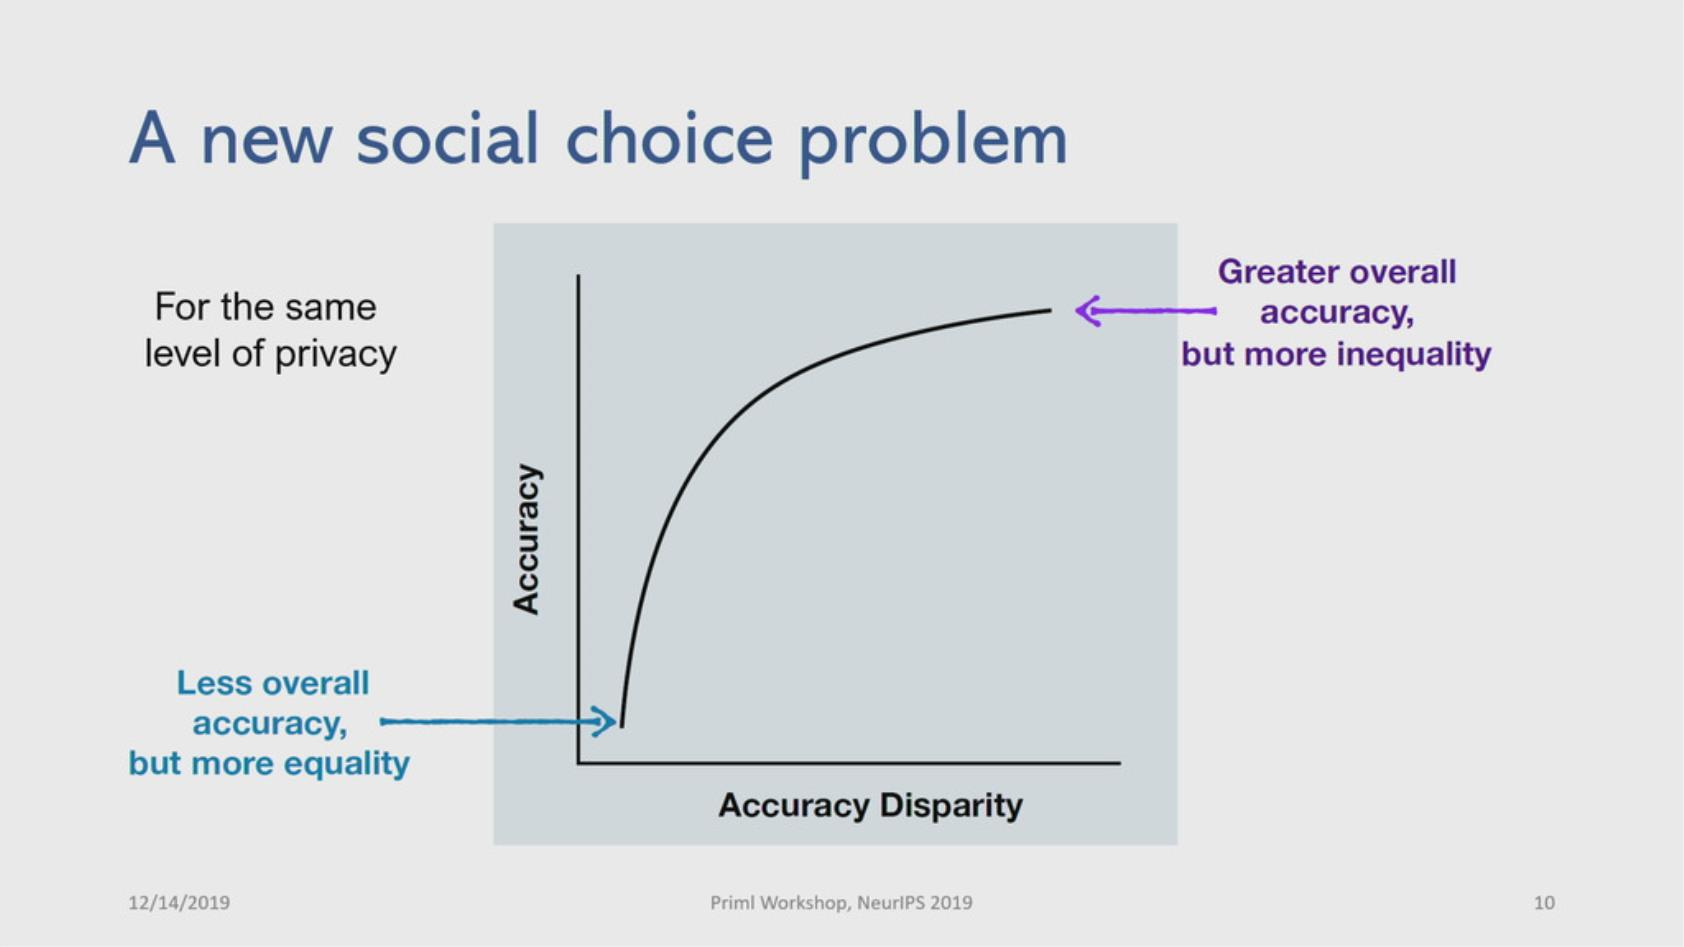 A new social choice problem
For the same
level of privacy
Greater overall
accuracy,
but more inequality
Accuracy
Less overall
accuracy,
but more equality
Accuracy Disparity
12/14/2019
Priml Workshop, NeurIPS 2019
10